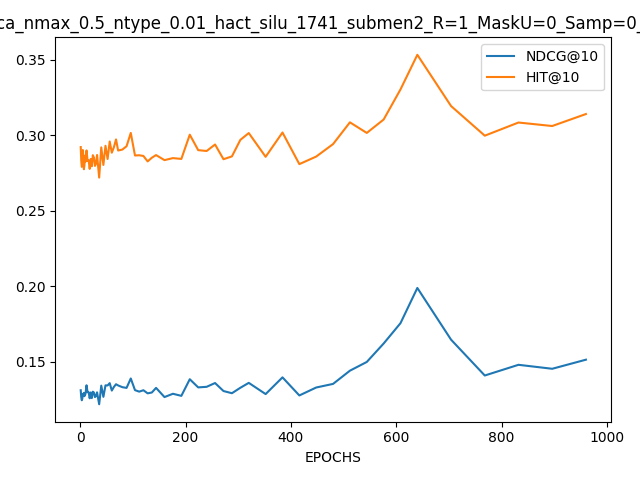 ca_nmax_0.5_ntype_0.01_hact_silu_1741_submen2_R=1_MaskU=0_Samp=0_
NDCG@10
HIT@10
0.35
0.30
0.25
0.20
0.15
0 200 400 600 800 1000
EPOCHS